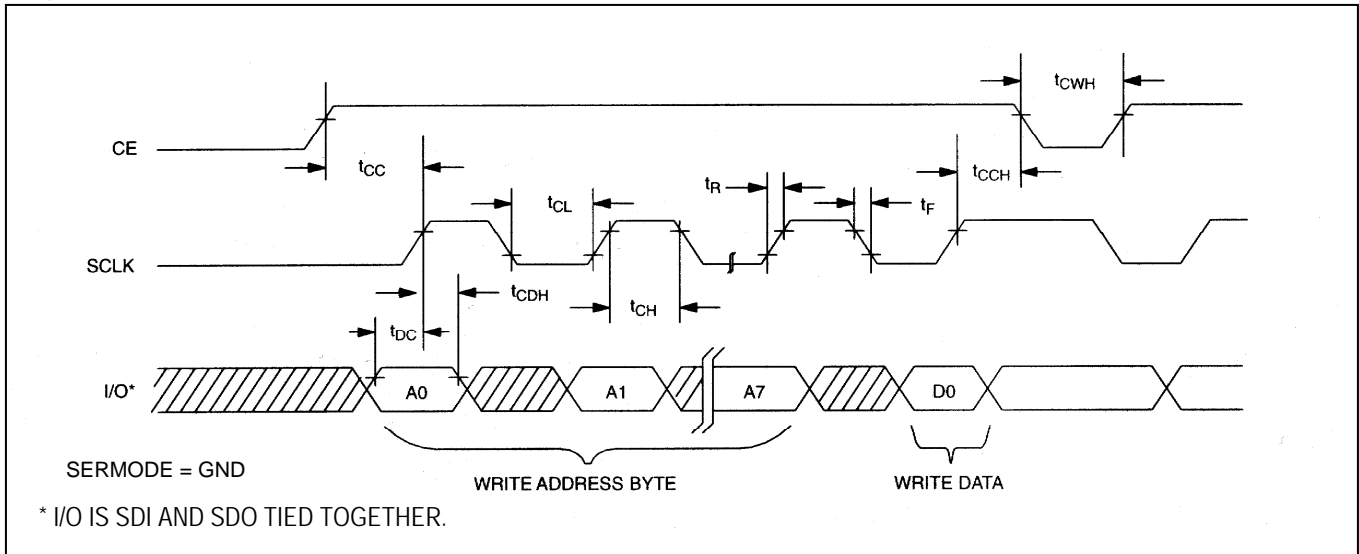 tCWH
CE
tCC
tCCH
tR
tCL
tF
SCLK
tCDH
tCH
tDC
I/O*
A0
A1
A7
D0
SERMODE = GND
WRITE ADDRESS BYTE
WRITE DATA
* I/O IS SDI AND SDO TIED TOGETHER.